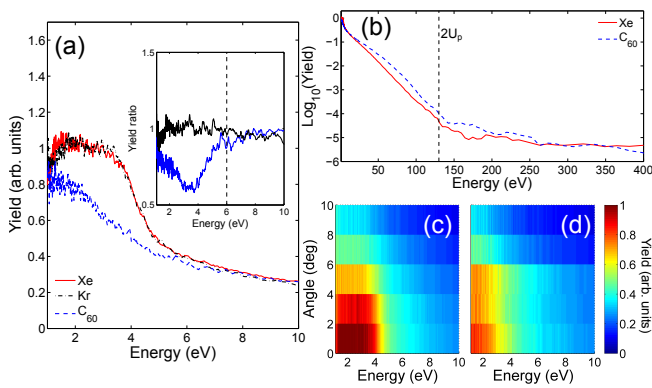 (a)
Yield (arb. units)
1.4
1.2
1
0.8
0.6
0.4
0.2
0
2
4
6
8
10
Energy (eV)
Xe
Kr
C60
Yield ratio
1.5
1
0.5
2
4
6
8
10
Energy (eV)
(b)
Log10(Yield)
0
-1
-2
-3
-4
-5
-6
50
100
150
200
250
300
350
400
Energy (eV)
2Up
Xe
C60
(c)
(d)
Angle (deg)
10
8
6
4
2
0
2
4
6
8
10
Energy (eV)
2
4
6
8
10
Energy (eV)
1
0.8
0.6
0.4
0.2
0
Yield (arb. units)